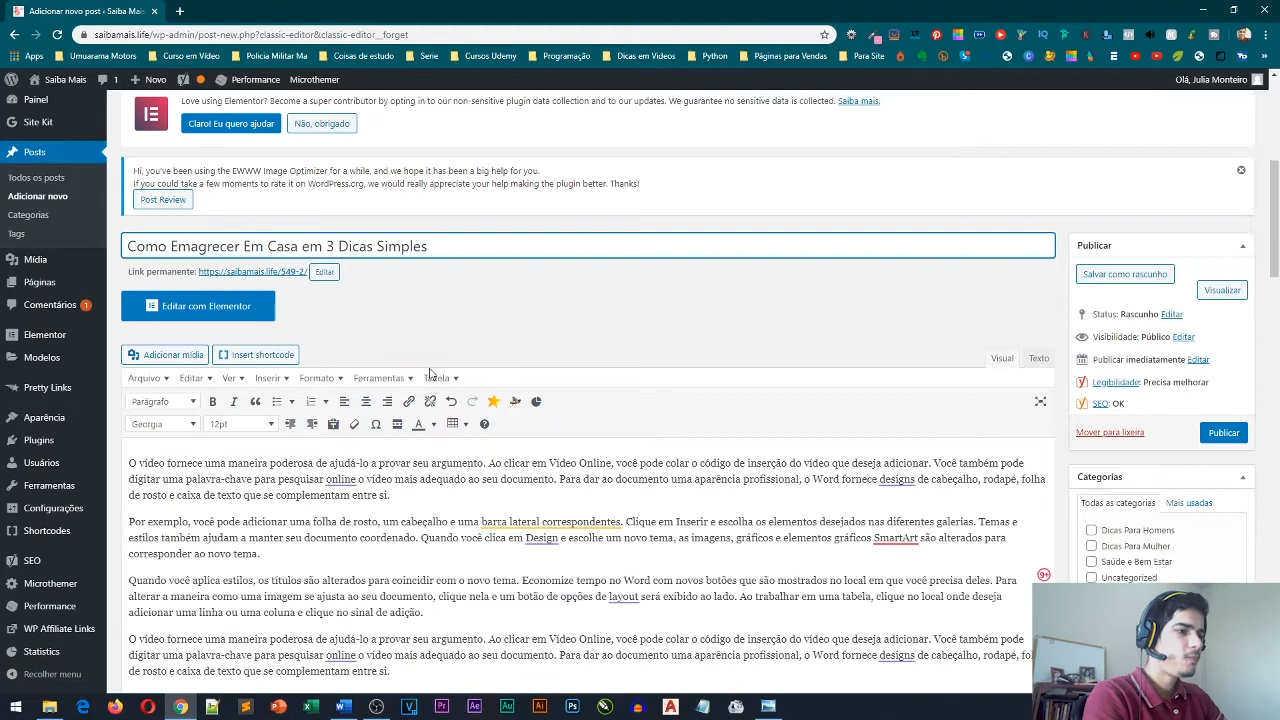 Adicionar novo post ‹ Saiba Mais
saibamais.life/wp-admin/post-new.php?classic-editor&classic-editor__forget
Apps Umuarama Motors Curso em Vídeo Policia Militar Ma Coisas de estudo Serie Cursos Udemy Programação Dicas em Videos Python Páginas para Vendas Para Site
Saiba Mais 1 Novo Performance Microthemer Olá, Julia Monteiro
Painel
Site Kit
Posts
Todos os posts
Adicionar novo
Categorias
Tags
Mídia
Páginas
Comentários 1
Elementor
Modelos
Pretty Links
Aparência
Plugins
Usuários
Ferramentas
Configurações
Shortcodes
SEO
Microthemer
Performance
WP Affiliate Links
Statistics
Recolher menu
Love using Elementor? Become a super contributor by opting in to our non-sensitive plugin data collection and to our updates. We guarantee no sensitive data is collected. Saiba mais.
Claro! Eu quero ajudar Não, obrigado
Hi, you've been using the EWWW Image Optimizer for a while, and we hope it has been a big help for you.
If you could take a few moments to rate it on WordPress.org, we would really appreciate your help making the plugin better. Thanks!
Post Review
Como Emagrecer Em Casa em 3 Dicas Simples
Link permanente: https://saibamais.life/549-2/ Editar
Editar com Elementor
Adicionar mídia Insert shortcode
Visual Texto
Arquivo Editar Ver Inserir Formato Ferramentas Tabela
Parágrafo
Georgia 12pt
O vídeo fornece uma maneira poderosa de ajudá-lo a provar seu argumento. Ao clicar em Vídeo Online, você pode colar o código de inserção do vídeo que deseja adicionar. Você também pode
digitar uma palavra-chave para pesquisar online o vídeo mais adequado ao seu documento. Para dar ao documento uma aparência profissional, o Word fornece designs de cabeçalho, rodapé, folha
de rosto e caixa de texto que se complementam entre si.
Por exemplo, você pode adicionar uma folha de rosto, um cabeçalho e uma barra lateral correspondentes. Clique em Inserir e escolha os elementos desejados nas diferentes galerias. Temas e
estilos também ajudam a manter seu documento coordenado. Quando você clica em Design e escolhe um novo tema, as imagens, gráficos e elementos gráficos SmartArt são alterados para
corresponder ao novo tema.
Quando você aplica estilos, os títulos são alterados para coincidir com o novo tema. Economize tempo no Word com novos botões que são mostrados no local em que você precisa deles. Para
alterar a maneira como uma imagem se ajusta ao seu documento, clique nela e um botão de opções de layout será exibido ao lado. Ao trabalhar em uma tabela, clique no local onde deseja
adicionar uma linha ou uma coluna e clique no sinal de adição.
O vídeo fornece uma maneira poderosa de ajudá-lo a provar seu argumento. Ao clicar em Vídeo Online, você pode colar o código de inserção do vídeo que deseja adicionar. Você também pode
digitar uma palavra-chave para pesquisar online o vídeo mais adequado ao seu documento. Para dar ao documento uma aparência profissional, o Word fornece designs de cabeçalho, rodapé, fol
de rosto e caixa de texto que se complementam entre si.
9+
Publicar
Salvar como rascunho
Visualizar
Status: Rascunho Editar
Visibilidade: Público Editar
Publicar imediatamente Editar
Legibilidade: Precisa melhorar
SEO: OK
Mover para lixeira Publicar
Categorias
Todas as categorias Mais usadas
Dicas Para Homens
Dicas Para Mulher
Saúde e Bem Estar
Uncategorized